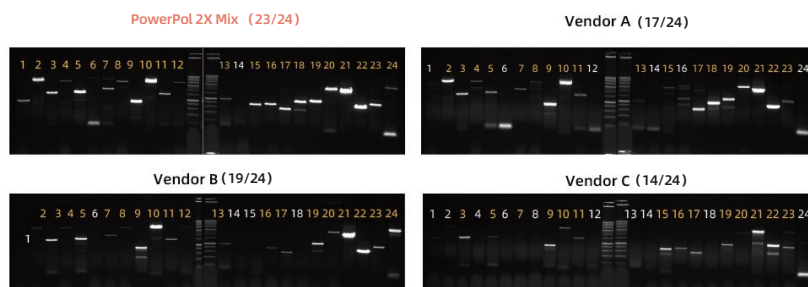 PowerPol 2X Mix (23/24)
1 2 3 4 5 6 7 8 9 10 11 12 13 14 15 16 17 18 19 20 21 22 23 24
Vendor A (17/24)
1 2 3 4 5 6 7 8 9 10 11 12 13 14 15 16 17 18 19 20 21 22 23 24
Vendor B (19/24)
1 2 3 4 5 6 7 8 9 10 11 12 13 14 15 16 17 18 19 20 21 22 23 24
Vendor C (14/24)
1 2 3 4 5 6 7 8 9 10 11 12 13 14 15 16 17 18 19 20 21 22 23 24